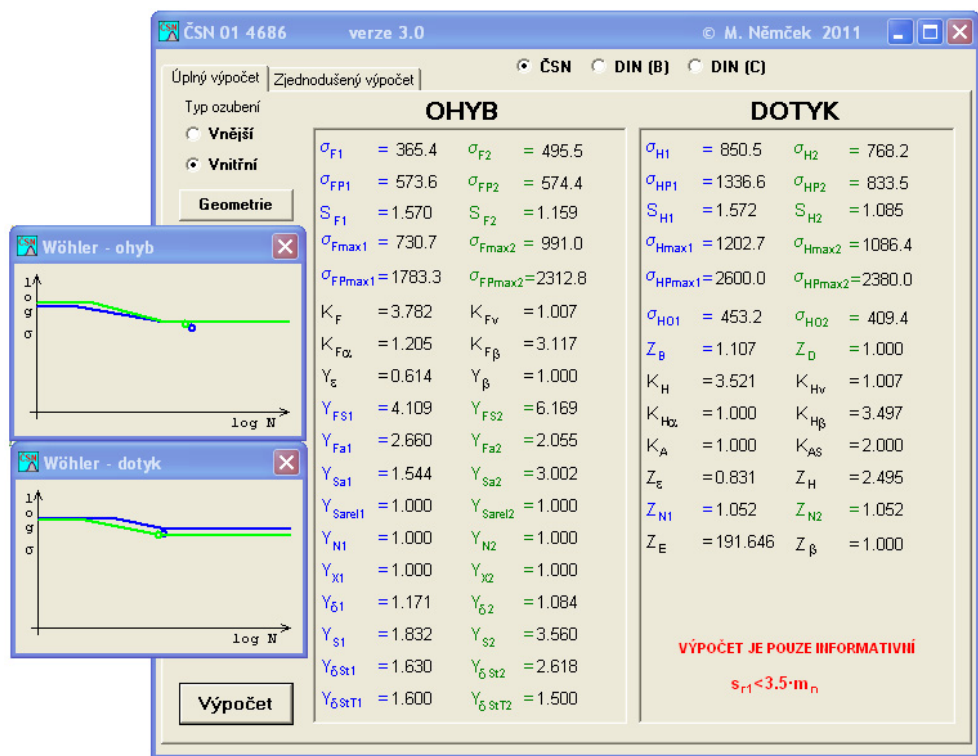 ČSN 01 4686 verze 3.0 © M. Němček 2011
ČSN DIN (B) DIN (C)
Úplný výpočet Zjednodušený výpočet
Typ ozubení
Vnější
Vnitřní
Geometrie
Wöhler - ohyb
log σ
log N
Wöhler - dotyk
log σ
log N
Výpočet
OHYB
σF1 = 365.4 σF2 = 495.5
σFP1 = 573.6 σFP2 = 574.4
SF1 =1.570 SF2 =1.159
σFmax1 = 730.7 σFmax2 = 991.0
σFPmax1 =1783.3 σFPmax2 =2312.8
KF =3.782 KFv =1.007
KFα =1.205 KFβ =3.117
Yε =0.614 Yβ =1.000
YFS1 =4.109 YFS2 =6.169
YFa1 =2.660 YFa2 =2.055
YSa1 =1.544 YSa2 =3.002
YSarel1 =1.000 YSarel2 =1.000
YN1 =1.000 YN2 =1.000
YX1 =1.000 YX2 =1.000
Yδ1 =1.171 Yδ2 =1.084
YS1 =1.832 YS2 =3.560
YδSt1 =1.630 YδSt2 =2.618
YδStT1 =1.600 YδStT2 =1.500
DOTYK
σH1 = 850.5 σH2 = 768.2
σHP1 =1336.6 σHP2 = 833.5
SH1 =1.572 SH2 =1.085
σHmax1 =1202.7 σHmax2 =1086.4
σHPmax1 =2600.0 σHPmax2 =2380.0
σHO1 = 453.2 σHO2 = 409.4
ZB =1.107 ZD =1.000
KH =3.521 KHv =1.007
KHα =1.000 KHβ =3.497
KA =1.000 KAS =2.000
Zε =0.831 ZH =2.495
ZN1 =1.052 ZN2 =1.052
ZE =191.646 Zβ =1.000
VÝPOČET JE POUZE INFORMATIVNÍ
sr1<3.5·mn